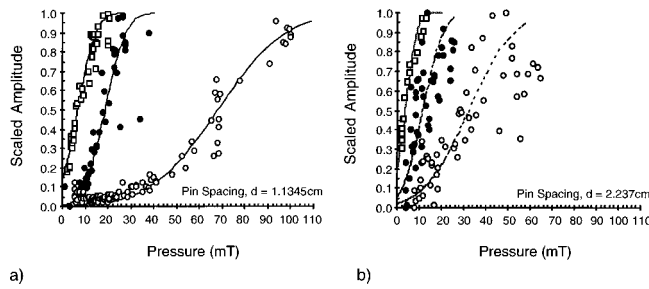 1.0
0.9
0.8
0.7
0.6
0.5
0.4
0.3
0.2
0.1
0.0
Scaled Amplitude
Pin Spacing, d = 1.1345cm
0 10 20 30 40 50 60 70 80 90 100 110
Pressure (mT)
a)
1.0
0.9
0.8
0.7
0.6
0.5
0.4
0.3
0.2
0.1
0.0
Scaled Amplitude
Pin Spacing, d = 2.237cm
0 10 20 30 40 50 60 70 80 90 100 110
Pressure (mT)
b)